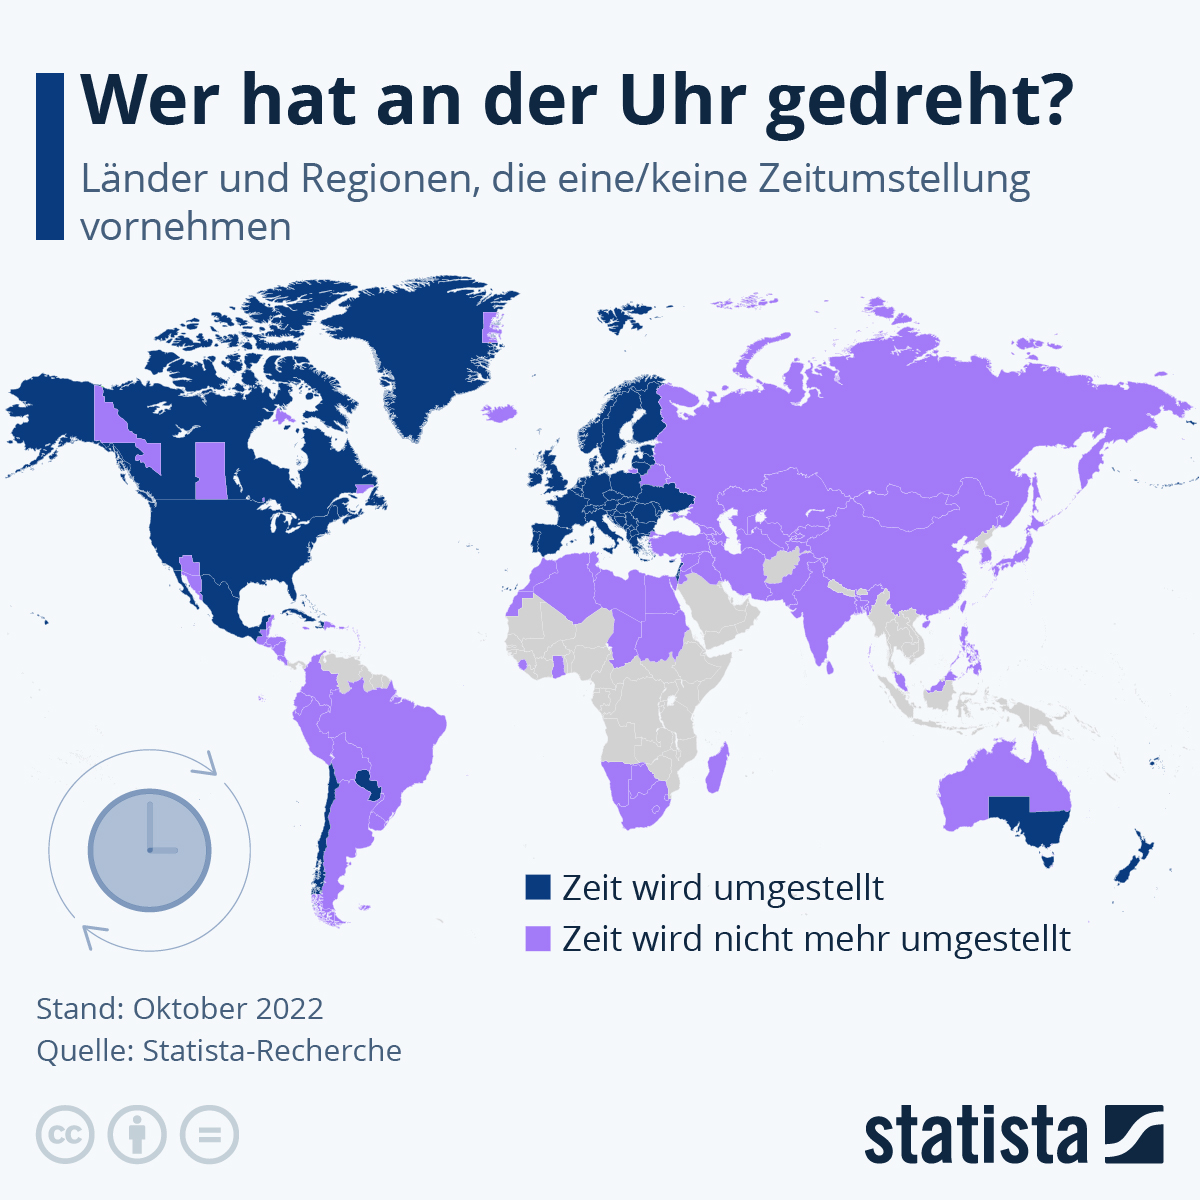 Wer hat an der Uhr gedreht?
Länder und Regionen, die eine/keine Zeitumstellung
vornehmen
Zeit wird umgestellt
Zeit wird nicht mehr umgestellt
Stand: Oktober 2022
Quelle: Statista-Recherche
cc
statista